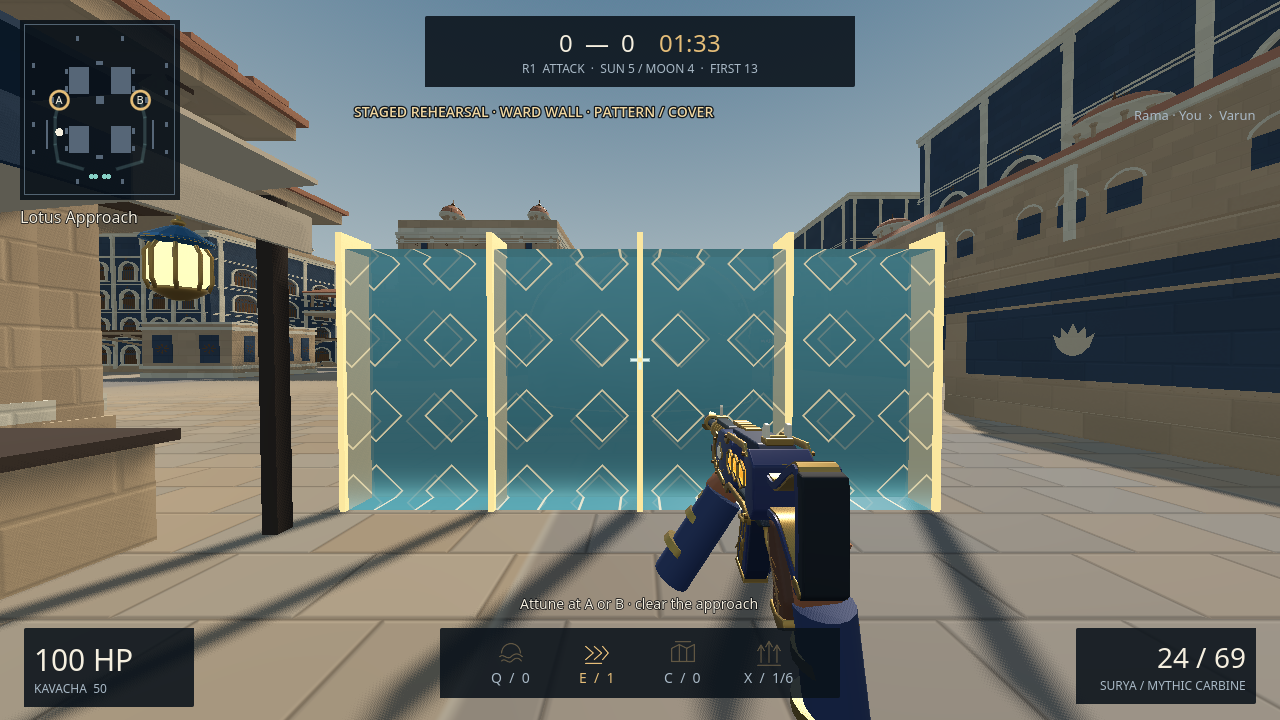 0 — 0 01:33
R1 ATTACK · SUN 5 / MOON 4 · FIRST 13
STAGED REHEARSAL · WARD WALL · PATTERN / COVER
Rama · You › Varun
A
B
Lotus Approach
Attune at A or B · clear the approach
100 HP
KAVACHA 50
Q / 0
E / 1
C / 0
X / 1/6
24 / 69
SURYA / MYTHIC CARBINE